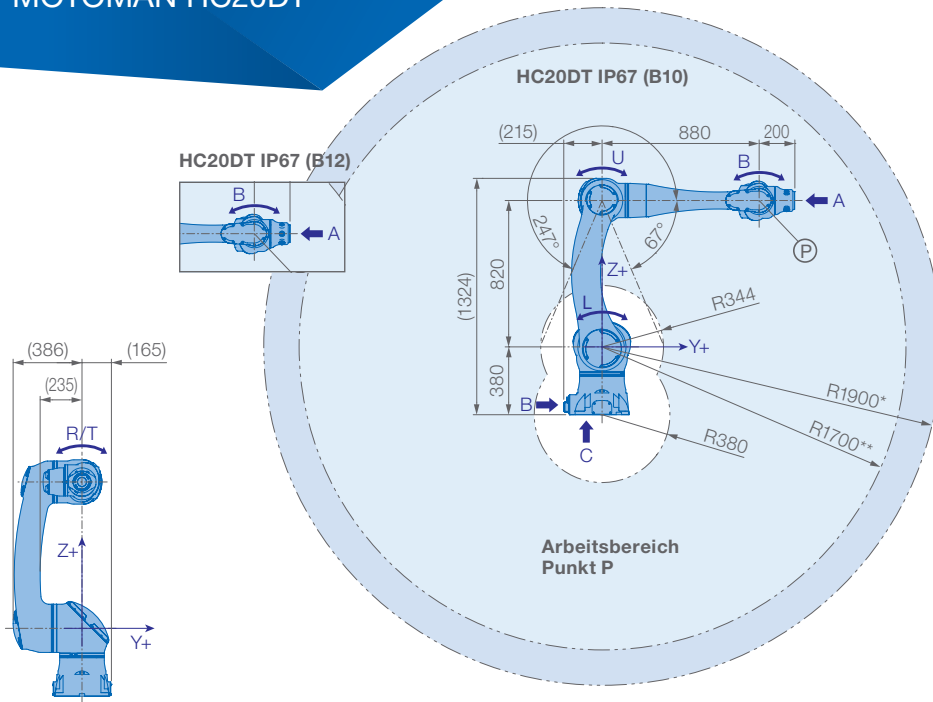 MOTOMAN HC20DT
HC20DT IP67 (B10)
(215)
880
200
HC20DT IP67 (B12)
B
A
U
B
A
P
247°
67°
Z+
(1324)
820
L
R344
Y+
380
B
C
R380
R1900*
R1700**
(386)
(165)
(235)
R/T
Z+
Y+
Arbeitsbereich
Punkt P